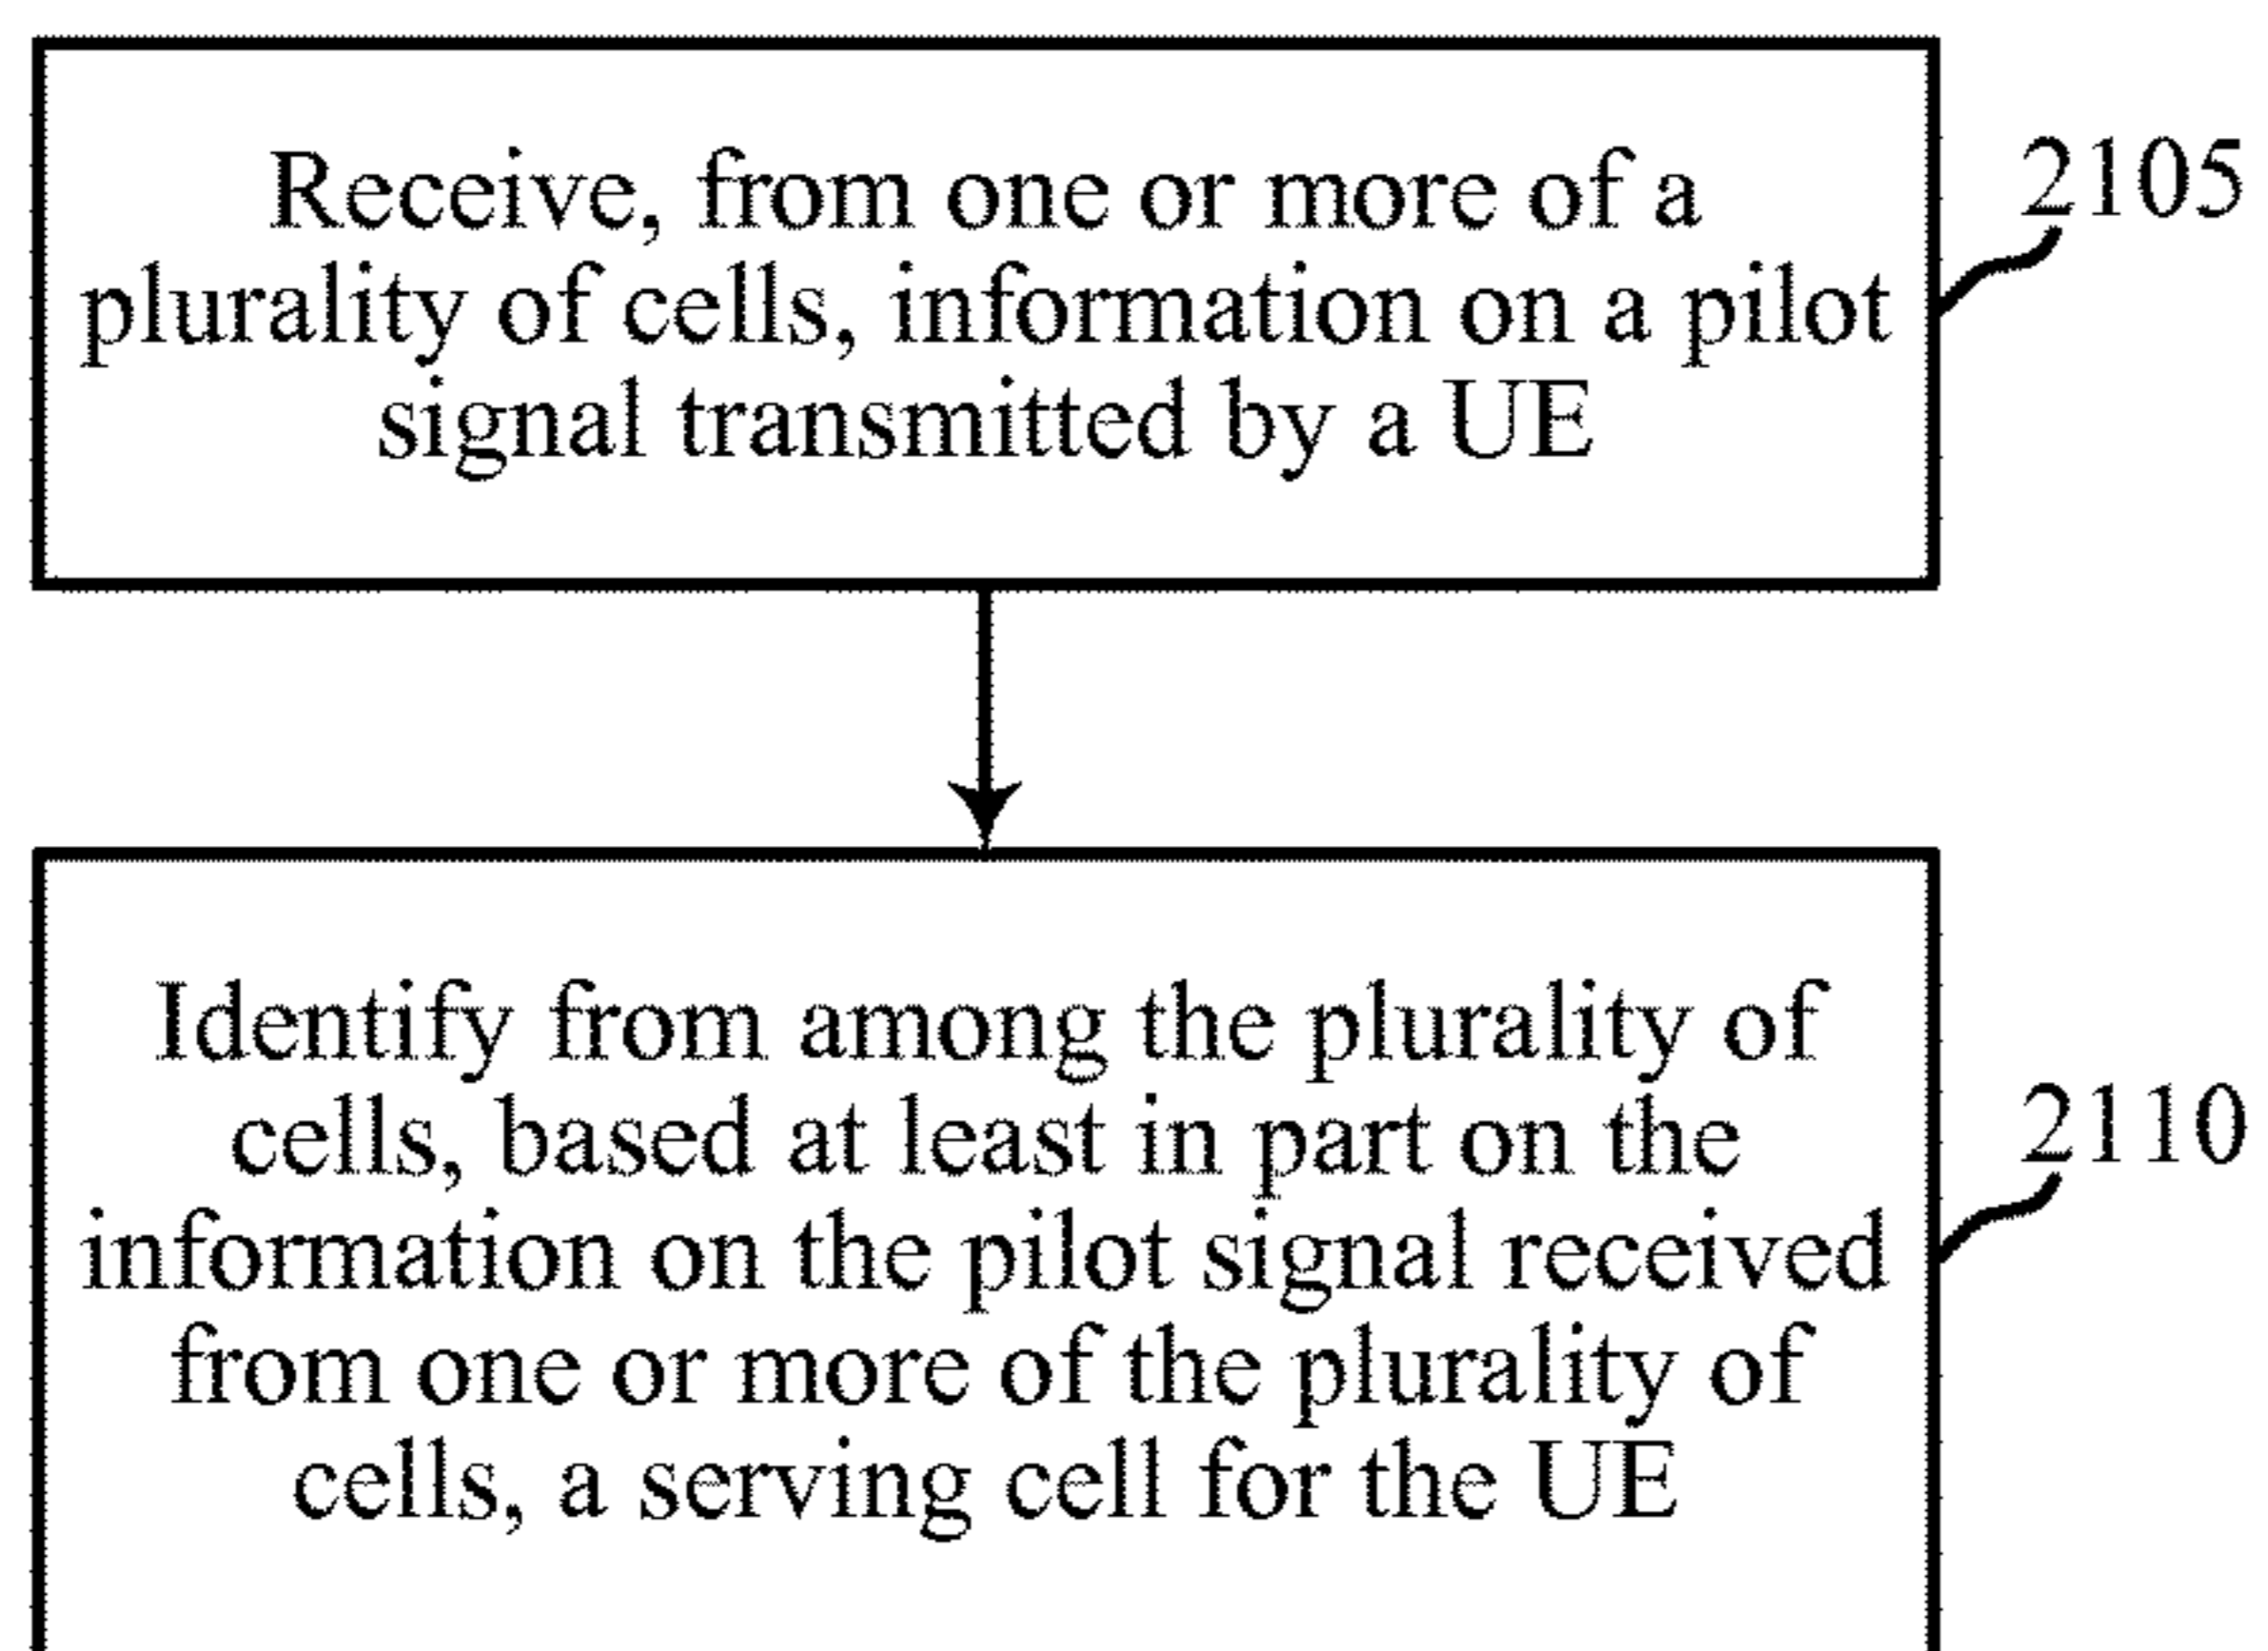 Receive, from one or more of a
plurality of cells, information on a pilot
signal transmitted by a UE
2105
Identify from among the plurality of
cells, based at least in part on the
information on the pilot signal received
from one or more of the plurality of
cells, a serving cell for the UE
2110